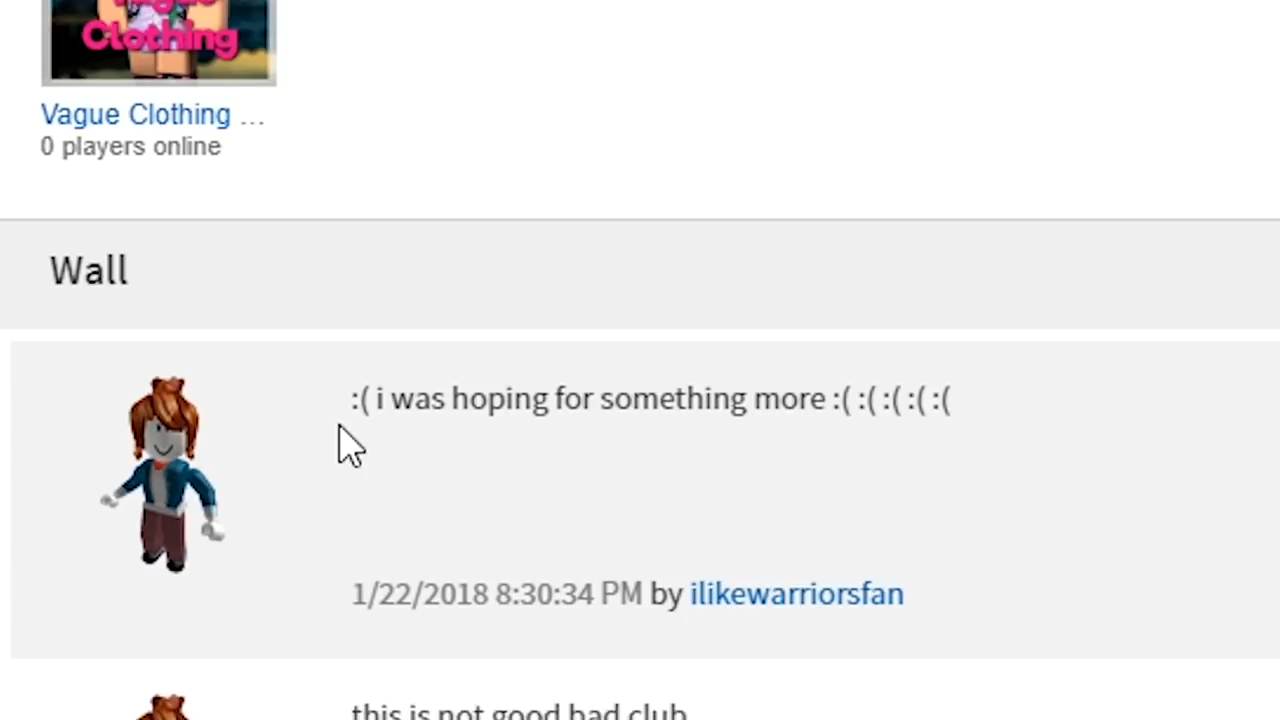 Vague
Clothing
Vague Clothing ...
0 players online
Wall
:( i was hoping for something more :( :( :( :( :(
1/22/2018 8:30:34 PM by ilikewarriorsfan
this is not good bad club